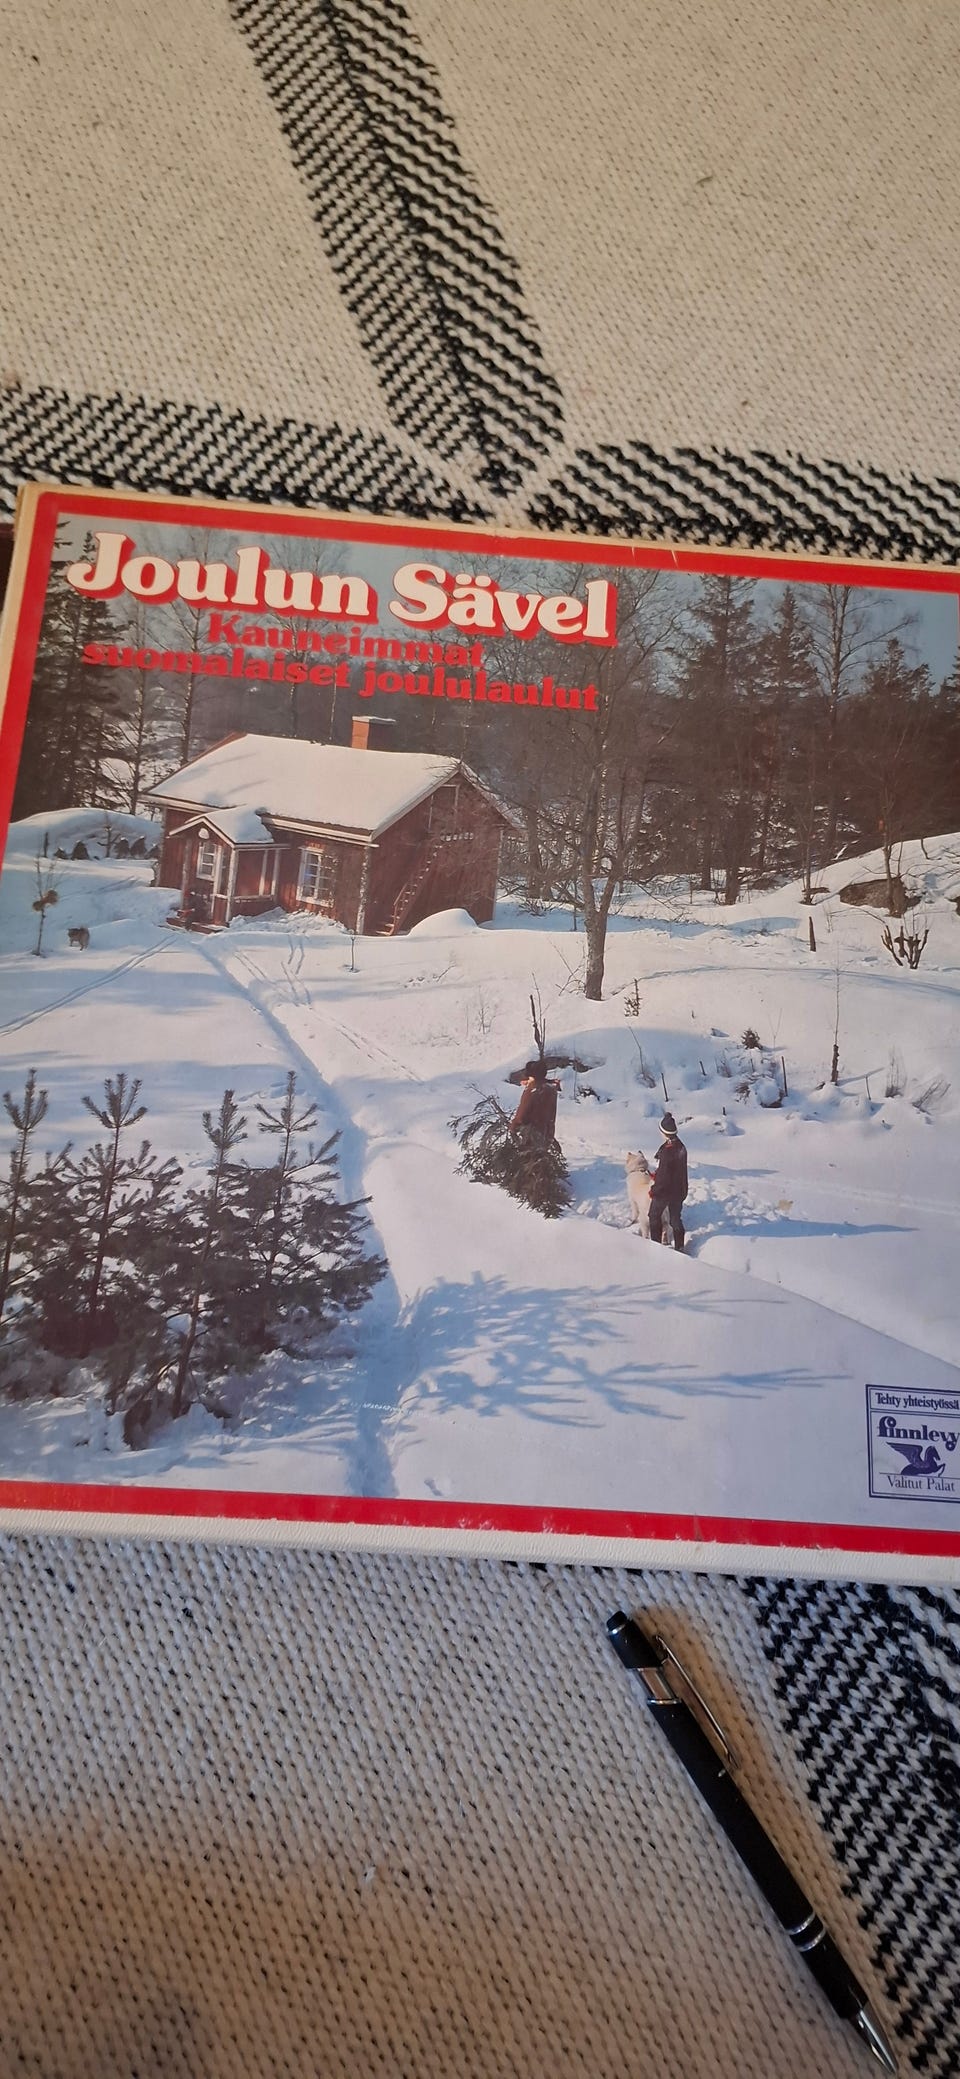 Joulun Sävel
Kauneimmat
suomalaiset joululaulut
Tehty yhteistyössä
finnlevy
Valitut Palat